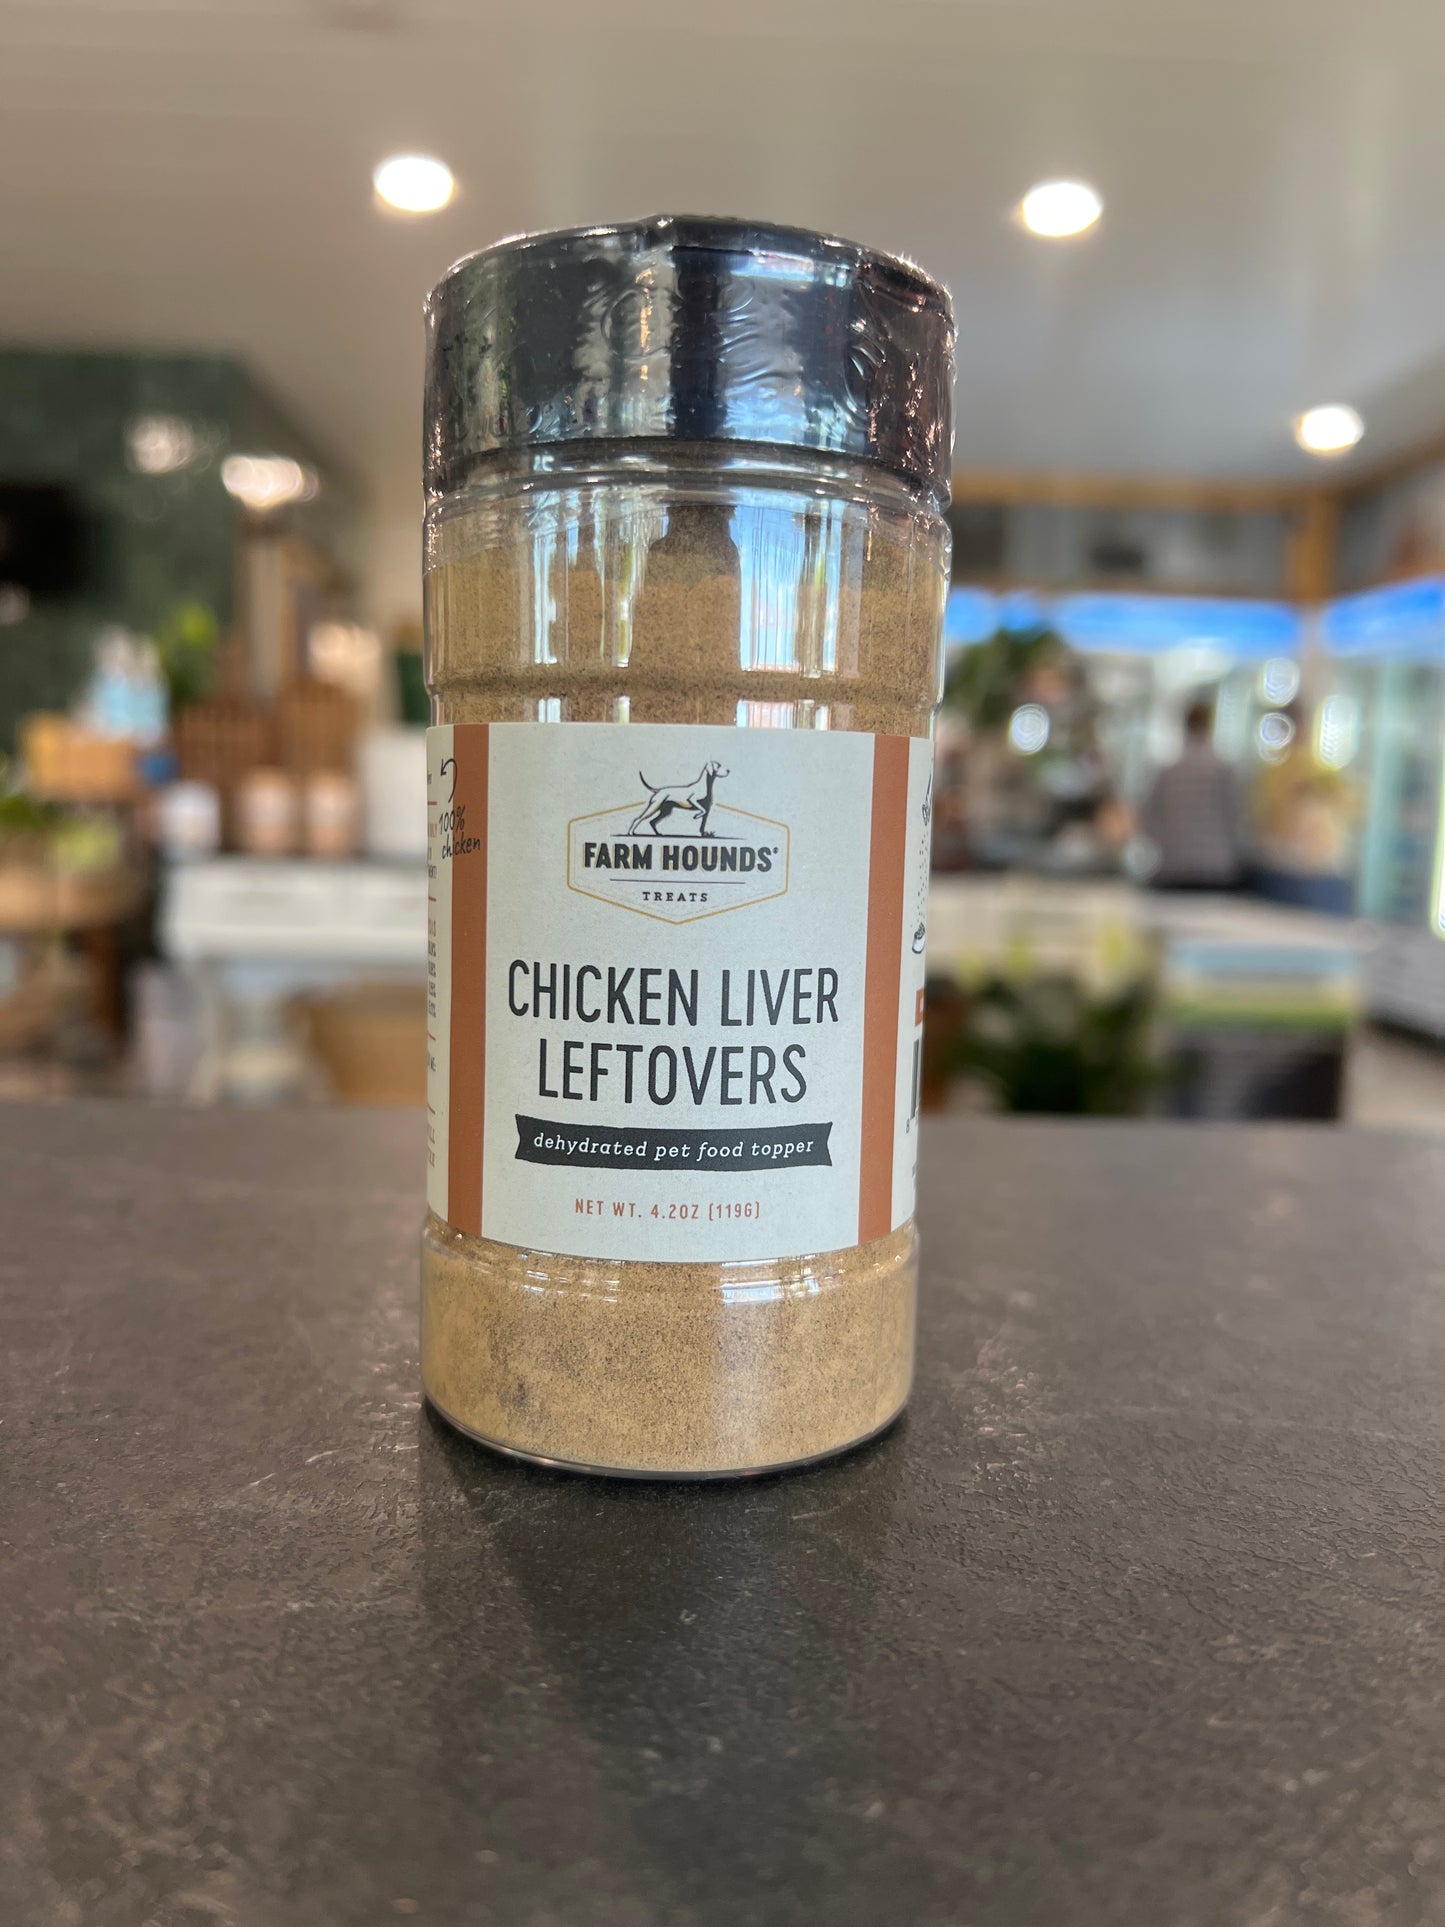 FARM HOUNDS®
TREATS
CHICKEN LIVER
LEFTOVERS
dehydrated pet food topper
NET WT. 4.2OZ (119G)
100%
chicken